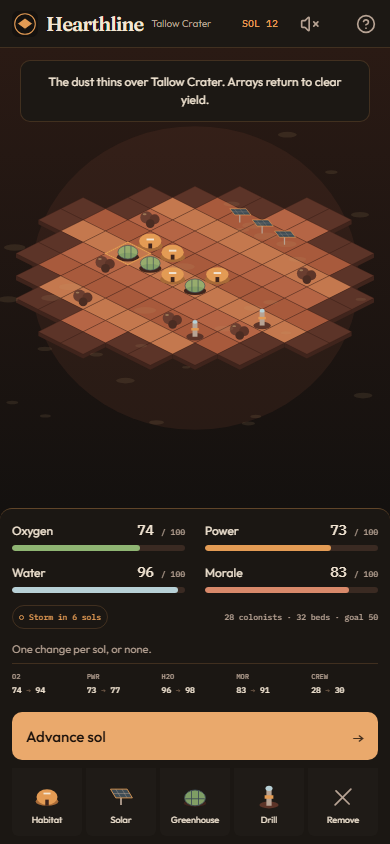 Hearthline Tallow Crater SOL 12
The dust thins over Tallow Crater. Arrays return to clear
yield.
Oxygen 74 / 100 Power 73 / 100
Water 96 / 100 Morale 83 / 100
Storm in 6 sols 28 colonists · 32 beds · goal 50
One change per sol, or none.
O2 PWR H2O MOR CREW
74 → 94 73 → 77 96 → 98 83 → 91 28 → 30
Advance sol →
Habitat Solar Greenhouse Drill Remove